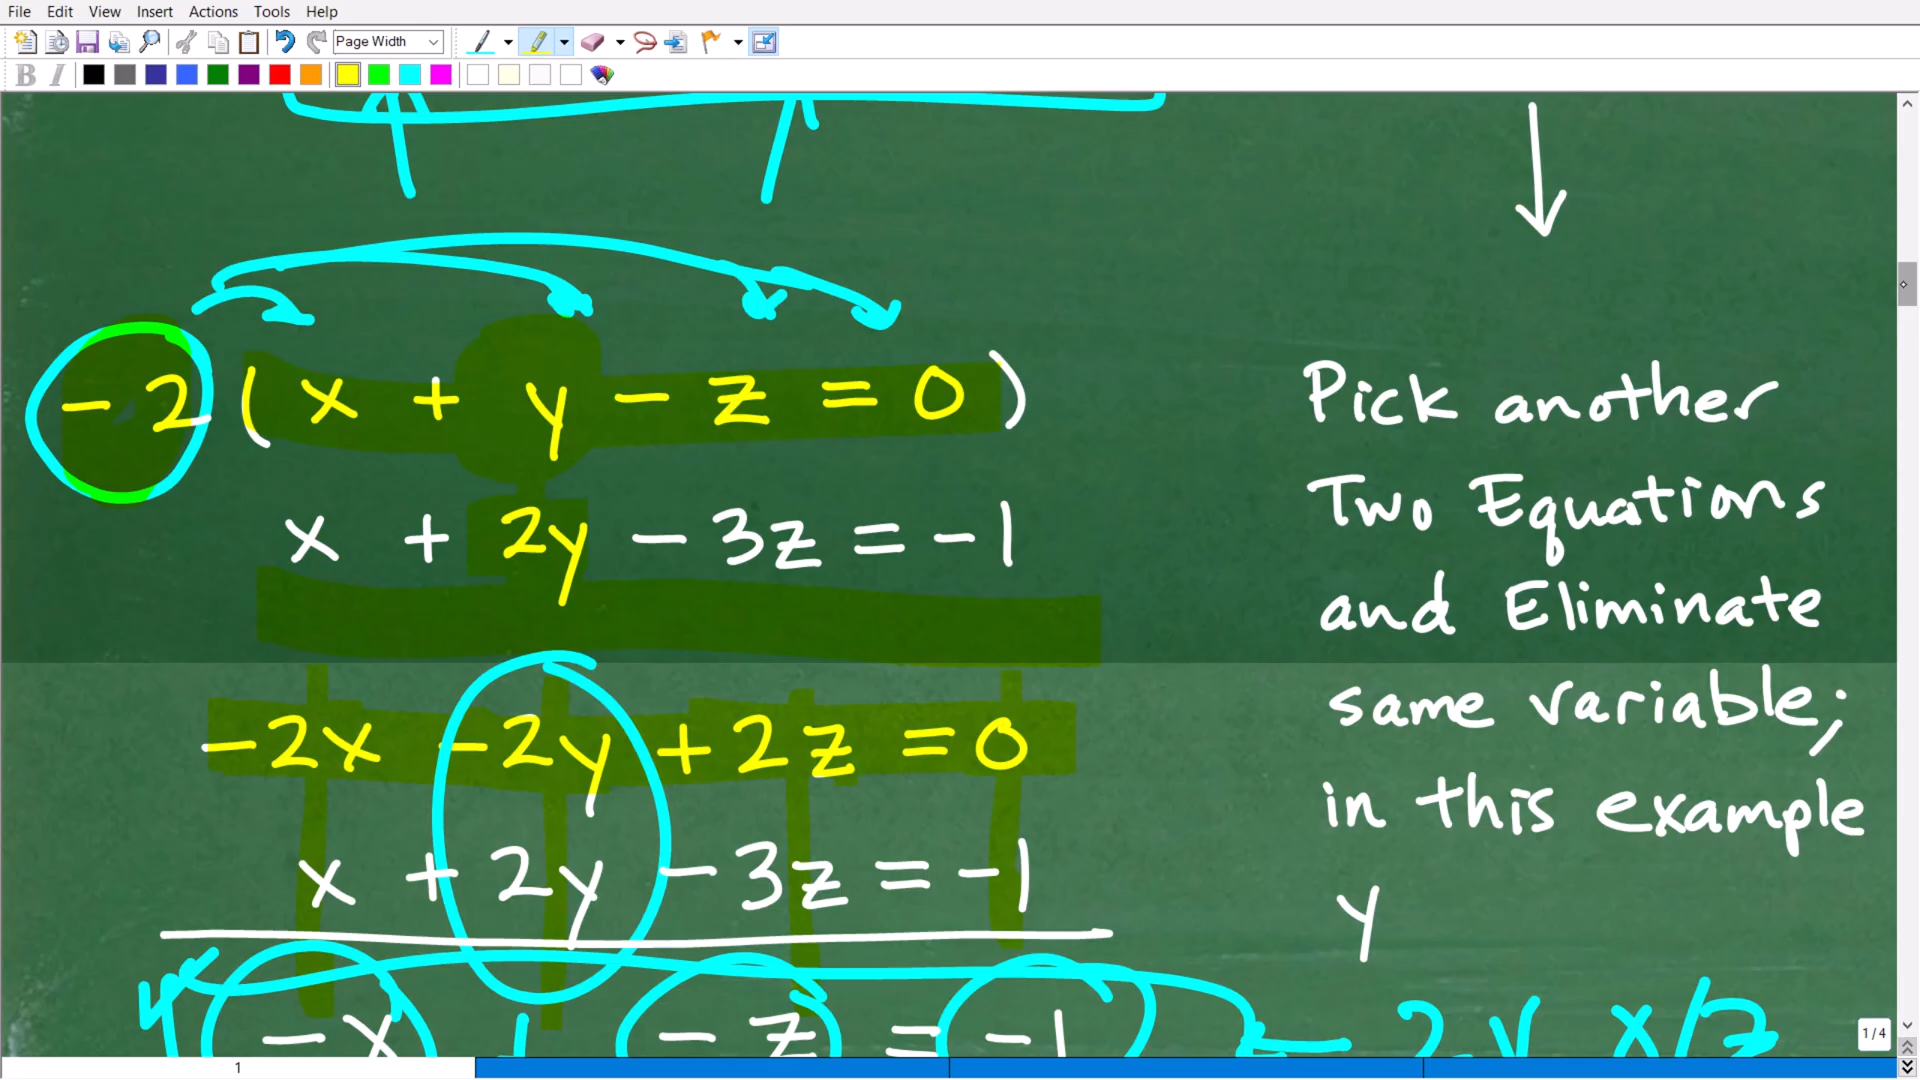 File Edit View Insert Actions Tools Help
Page Width
B I
-2 ( x + y - z = 0 )
x + 2y - 3z = -1
-2x -2y + 2z = 0
x + 2y - 3z = -1
-x - z = -1
Pick another
Two Equations
and Eliminate
same variable;
in this example
y
2 V x/z
1 / 4
1